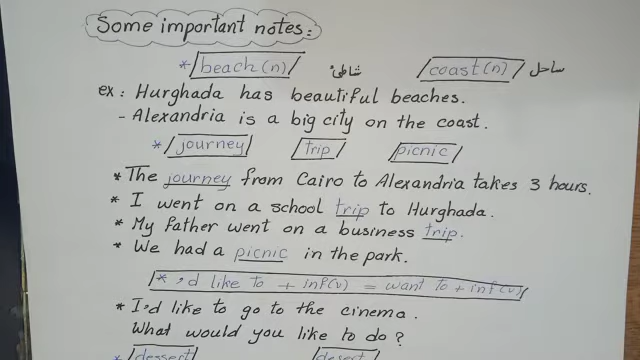 Some important notes:
* beach (n) شاطئ coast (n) ساحل
ex: Hurghada has beautiful beaches.
- Alexandria is a big city on the coast.
* journey trip picnic
* The journey from Cairo to Alexandria takes 3 hours.
* I went on a school trip to Hurghada.
* My father went on a business trip.
* We had a picnic in the park.
* ,d like to + inf(v) = want to + inf(v)
* I,d like to go to the cinema.
What would you like to do?
* dessert desert